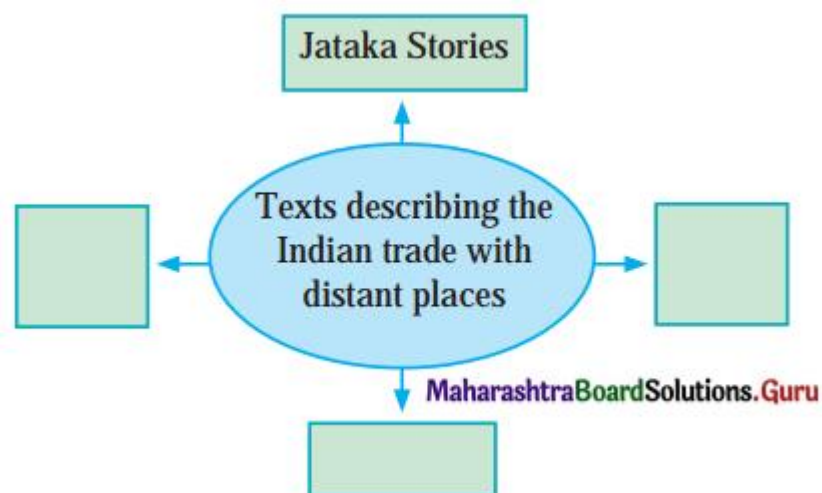 Jataka Stories
Texts describing the
Indian trade with
distant places
MaharashtraBoardSolutions.Guru